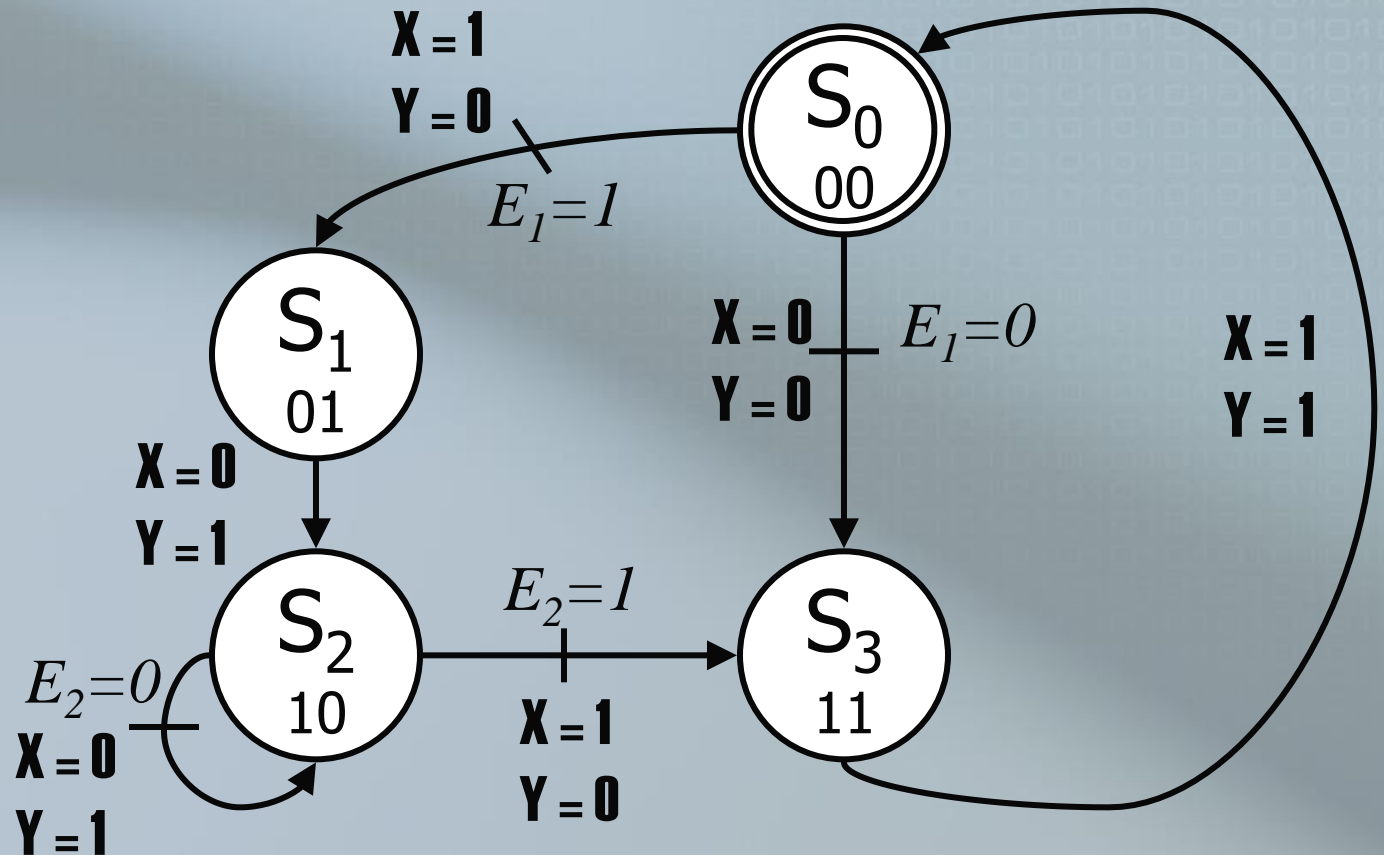 X = 1
Y = 0
E₁=1
S₀
00
S₁
01
X = 0
Y = 0
E₁=0
X = 1
Y = 1
X = 0
Y = 1
E₂=1
S₂
10
S₃
11
E₂=0
X = 0
Y = 1
X = 1
Y = 0